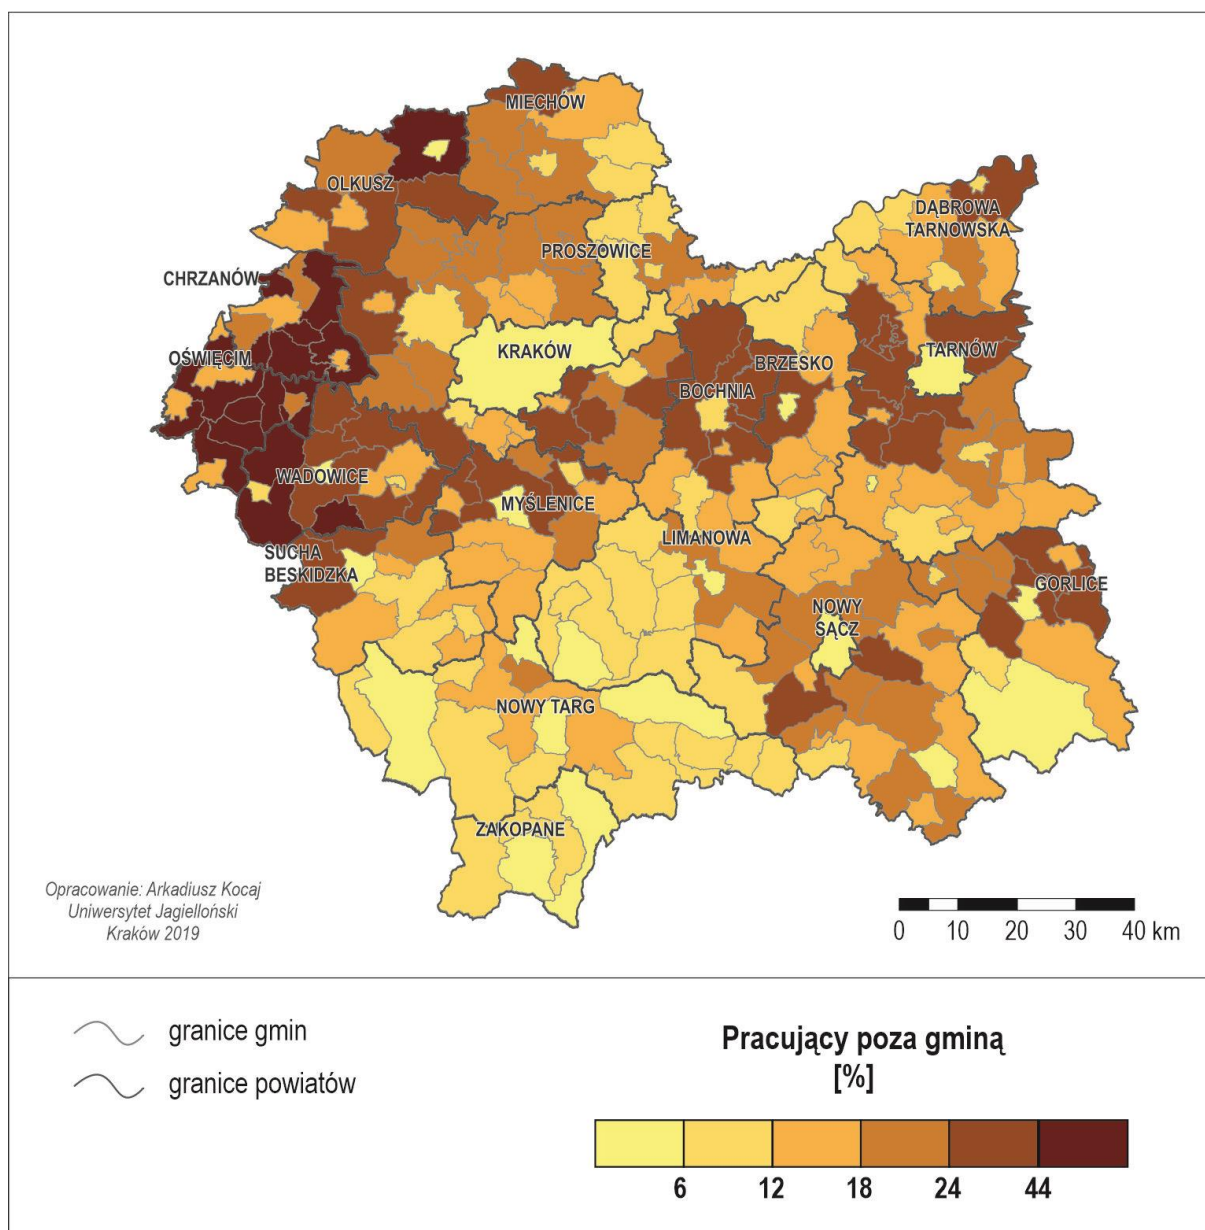 MIECHÓW
OLKUSZ
DĄBROWA
TARNOWSKA
PROSZOWICE
CHRZANÓW
OŚWIĘCIM
KRAKÓW
BRZESKO
TARNÓW
BOCHNIA
WADOWICE
MYŚLENICE
LIMANOWA
SUCHA
BESKIDZKA
GORLICE
NOWY
SĄCZ
NOWY TARG
ZAKOPANE
Opracowanie: Arkadiusz Kocaj
Uniwersytet Jagielloński
Kraków 2019
0 10 20 30 40 km
granice gmin
granice powiatów
Pracujący poza gminą
[%]
6 12 18 24 44